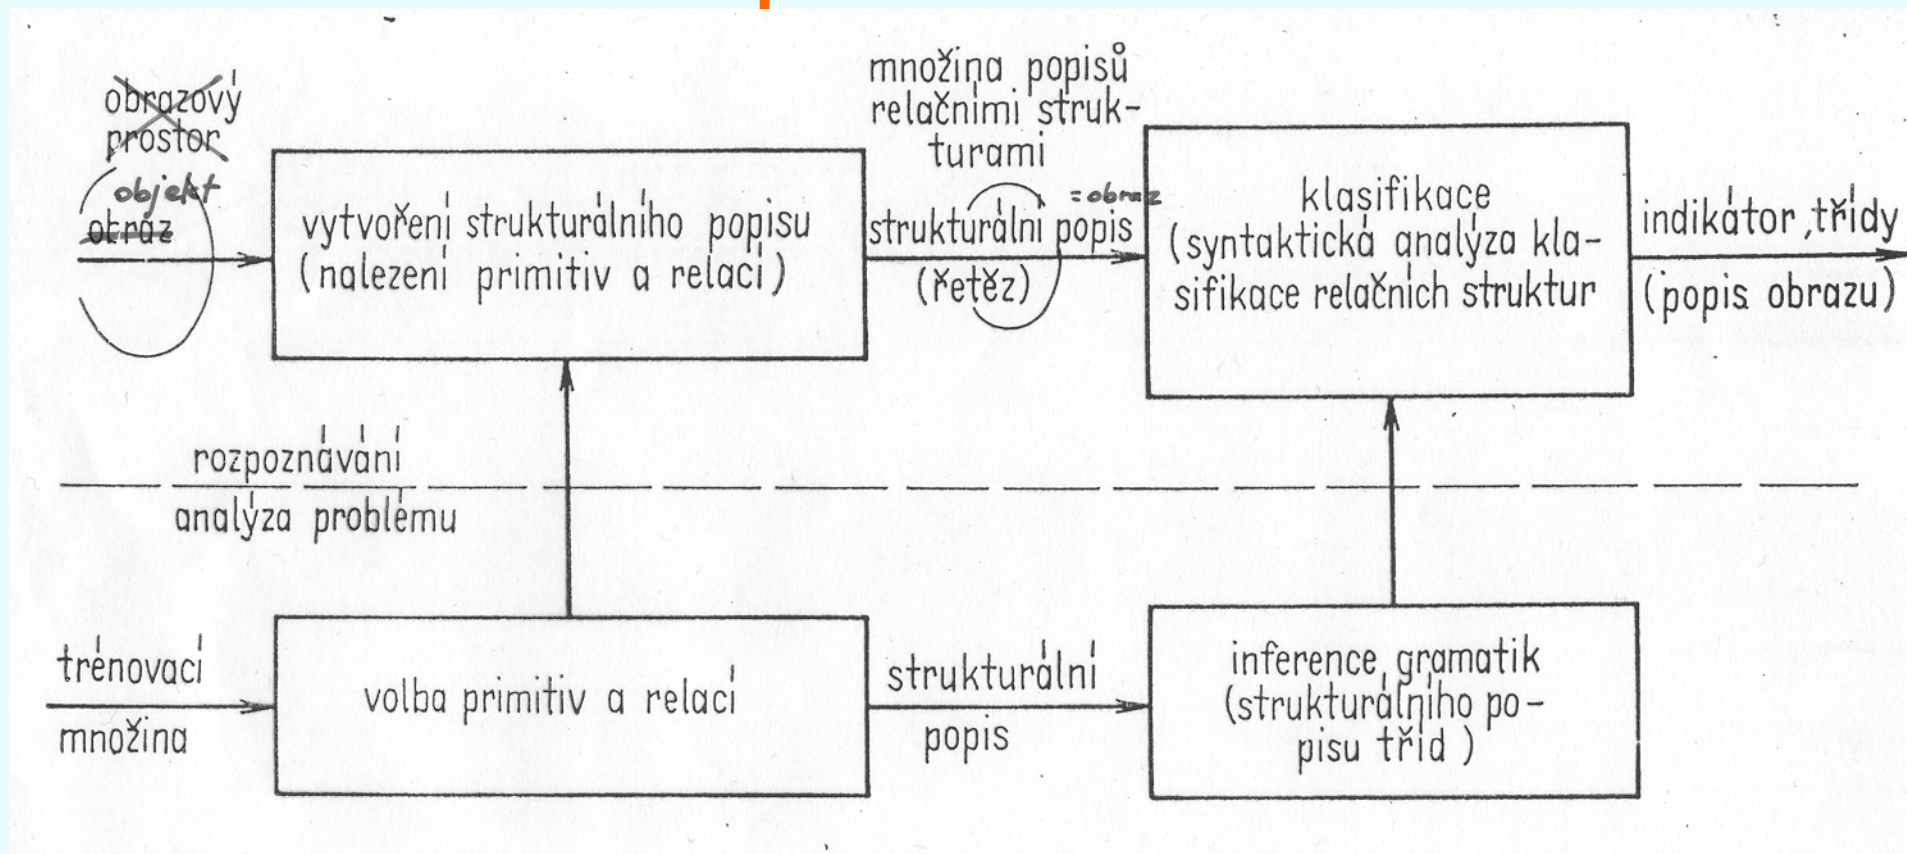 obrazový
prostor
objekt
obraz
vytvoření strukturálního popisu
(nalezení primitiv a relací)
množina popisů
relačními struk-
turami
= obraz
strukturální popis
(řetěz)
klasifikace
(syntaktická analýza kla-
sifikace relačních struktur
indikátor třídy
(popis obrazu)
rozpoznávání
analýza problému
trénovací
množina
volba primitiv a relací
strukturální
popis
inference gramatik
(strukturálního po-
pisu tříd)